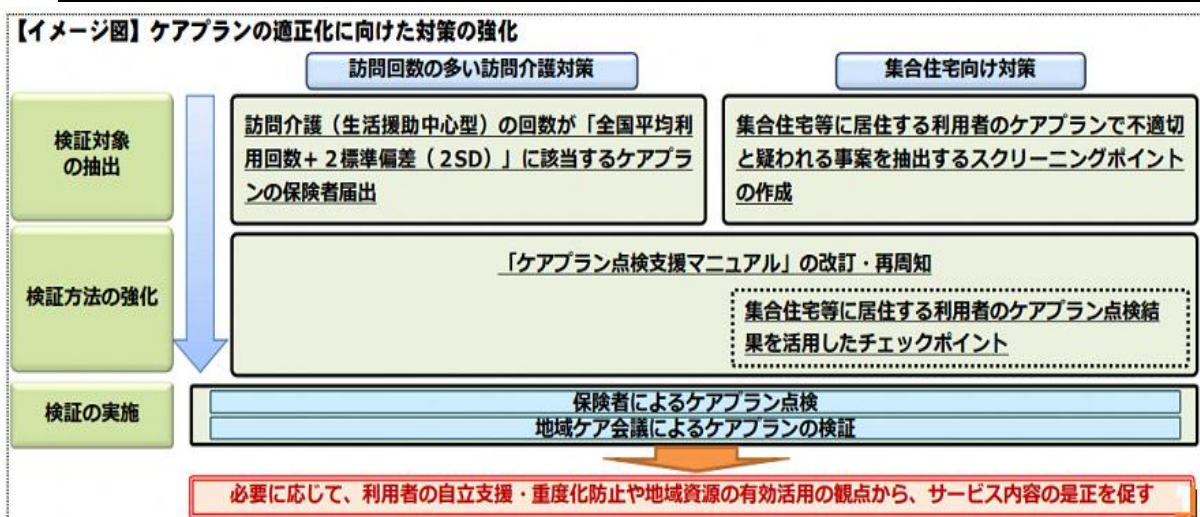 【イメージ図】ケアプランの適正化に向けた対策の強化
訪問回数の多い訪問介護対策
集合住宅向け対策
検証対象
の抽出
訪問介護（生活援助中心型）の回数が「全国平均利
用回数＋２標準偏差（２SD）」に該当するケアプラ
ンの保険者届出
集合住宅等に居住する利用者のケアプランで不適切
と疑われる事案を抽出するスクリーニングポイント
の作成
検証方法の強化
「ケアプラン点検支援マニュアル」の改訂・再周知
集合住宅等に居住する利用者のケアプラン点検結
果を活用したチェックポイント
検証の実施
保険者によるケアプラン点検
地域ケア会議によるケアプランの検証
必要に応じて、利用者の自立支援・重度化防止や地域資源の有効活用の観点から、サービス内容の是正を促す